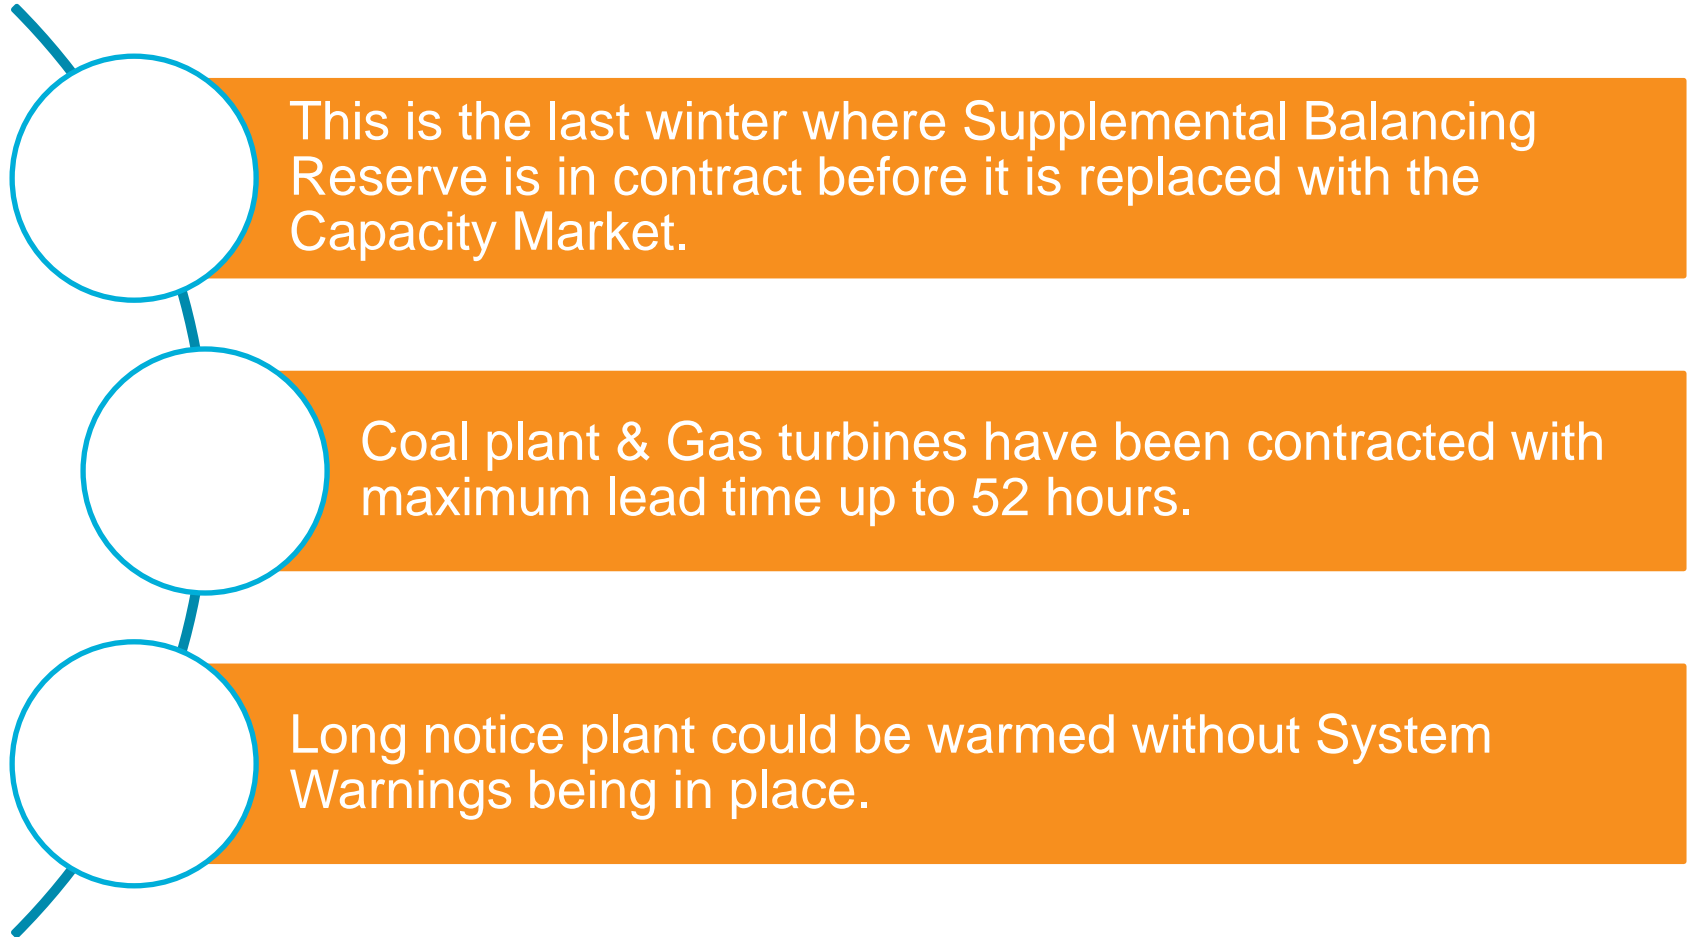 This is the last winter where Supplemental Balancing
Reserve is in contract before it is replaced with the
Capacity Market.
Coal plant & Gas turbines have been contracted with
maximum lead time up to 52 hours.
Long notice plant could be warmed without System
Warnings being in place.